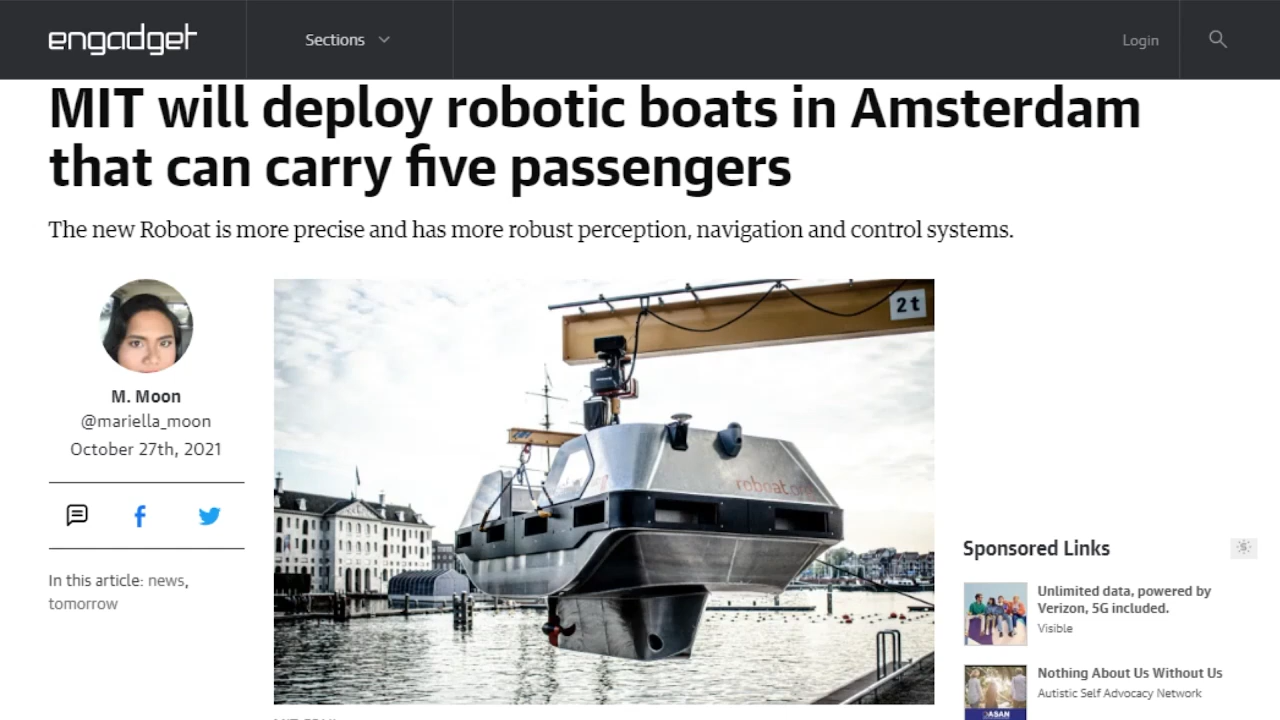 engadget
Sections
Login
MIT will deploy robotic boats in Amsterdam
that can carry five passengers
The new Roboat is more precise and has more robust perception, navigation and control systems.
M. Moon
@mariella_moon
October 27th, 2021
In this article: news,
tomorrow
2 t
roboat.org
Sponsored Links
Unlimited data, powered by
Verizon, 5G included.
Visible
Nothing About Us Without Us
Autistic Self Advocacy Network
ASAN